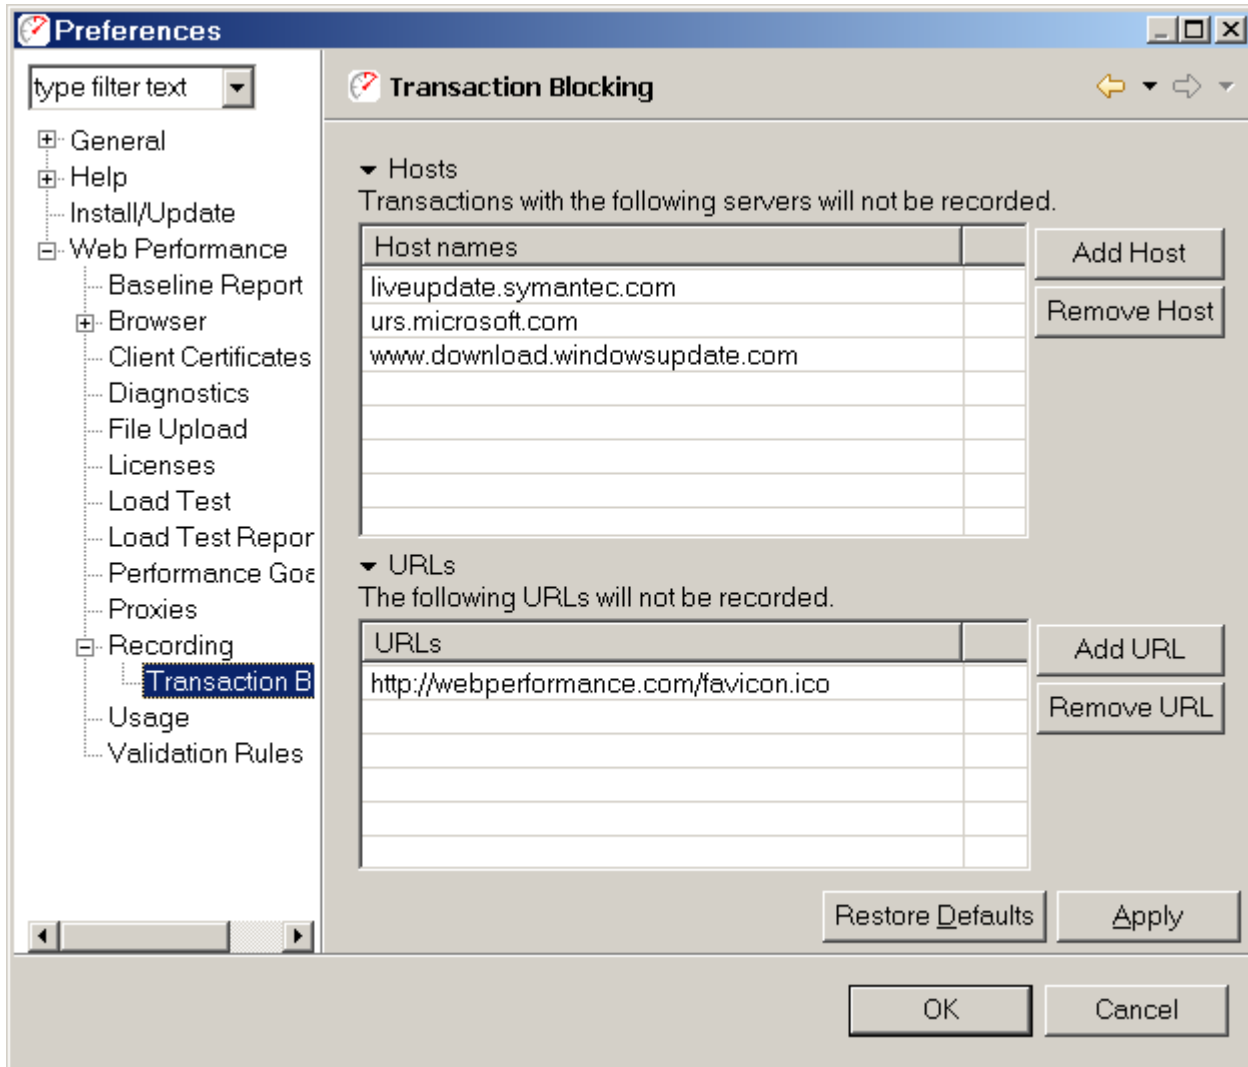 Preferences
type filter text
General
Help
Install/Update
Web Performance
Baseline Report
Browser
Client Certificates
Diagnostics
File Upload
Licenses
Load Test
Load Test Repor
Performance Goa
Proxies
Recording
Transaction B
Usage
Validation Rules
Transaction Blocking
Hosts
Transactions with the following servers will not be recorded.
Host names
liveupdate.symantec.com
urs.microsoft.com
www.download.windowsupdate.com
Add Host
Remove Host
URLs
The following URLs will not be recorded.
URLs
http://webperformance.com/favicon.ico
Add URL
Remove URL
Restore Defaults
Apply
OK
Cancel